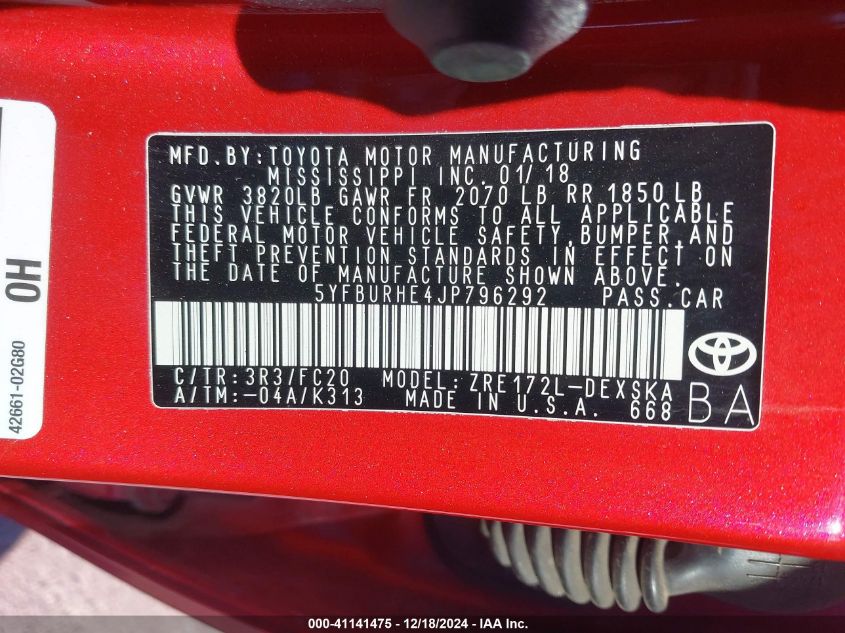 MFD.BY:TOYOTA MOTOR MANUFACTURING
MISSISSIPPI INC. 01/18
GVWR 3820LB GAWR FR 2070 LB RR 1850LB
THIS VEHICLE CONFORMS TO ALL APPLICABLE
FEDERAL MOTOR VEHICLE SAFETY,BUMPER,AND
THEFT PREVENTION STANDARDS IN EFFECT ON
THE DATE OF MANUFACTURE SHOWN ABOVE.
5YFBURHE4JP796292 PASS.CAR
C/TR:3R3/FC20 MODEL:ZRE172L-DEXSKA
A/TM:-04A/K313 MADE IN U.S.A. 668
BA
OH
42661-02G80
000-41141475 - 12/18/2024 - IAA Inc.